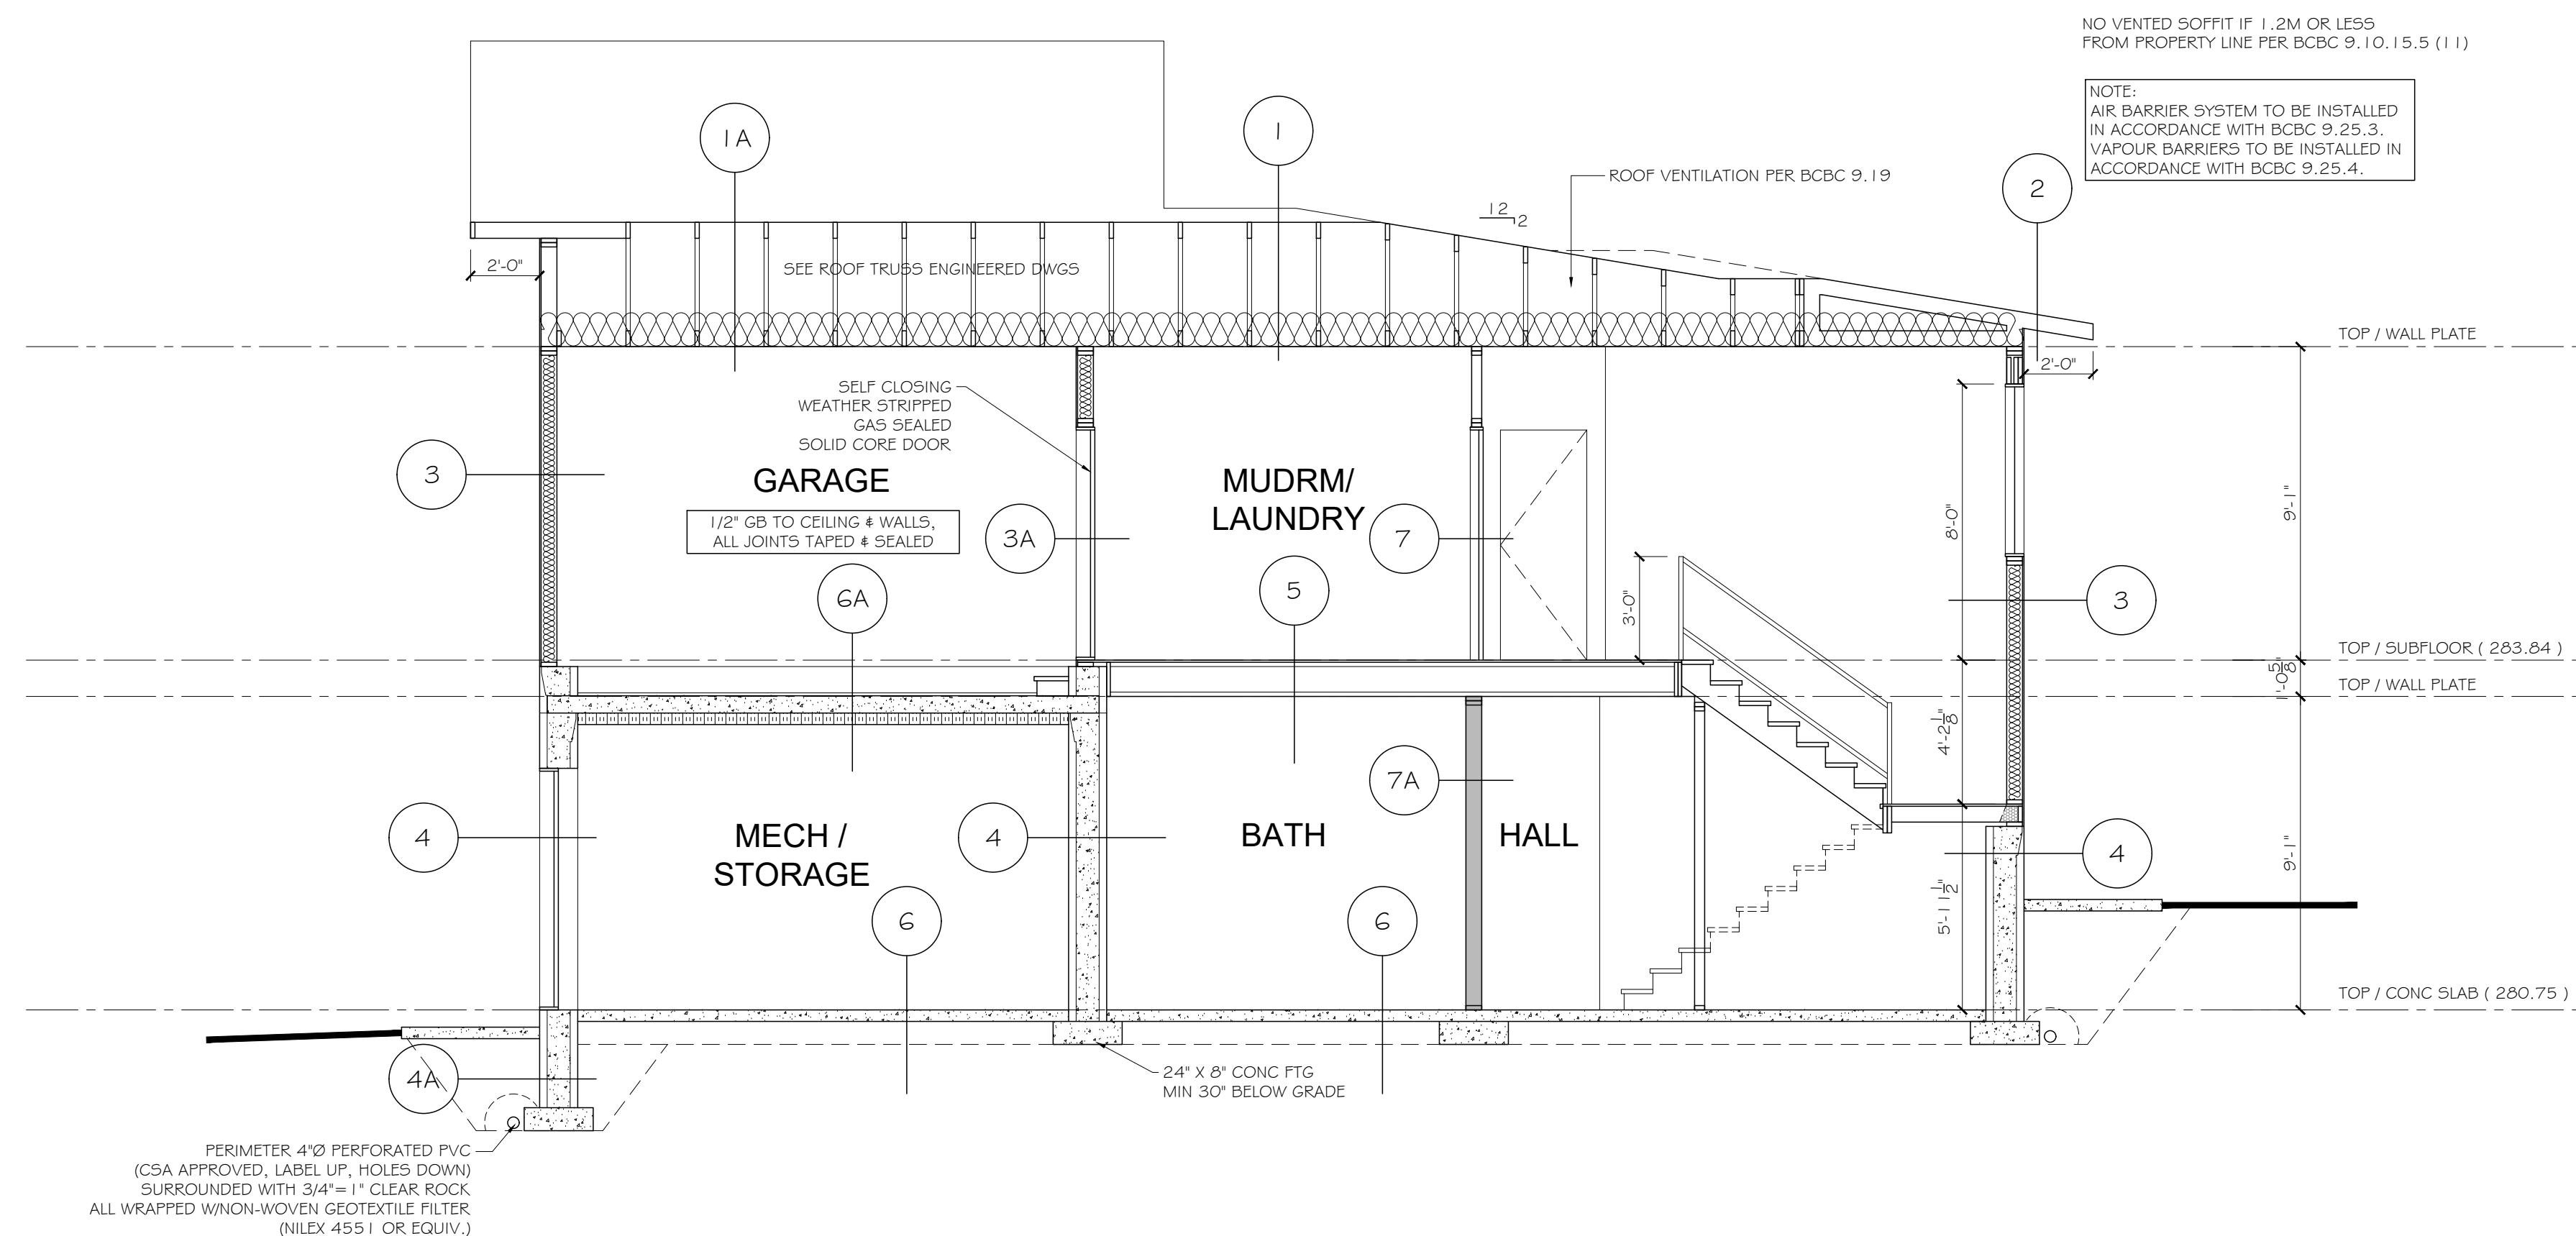 NO VENTED SOFFIT IF 1.2M OR LESS
FROM PROPERTY LINE PER BCBC 9.10.15.5 (11)
NOTE:
AIR BARRIER SYSTEM TO BE INSTALLED
IN ACCORDANCE WITH BCBC 9.25.3.
VAPOUR BARRIERS TO BE INSTALLED IN
ACCORDANCE WITH BCBC 9.25.4.
1A
1
2
ROOF VENTILATION PER BCBC 9.19
12
2
2'-0"
SEE ROOF TRUSS ENGINEERED DWGS
TOP / WALL PLATE
2'-0"
SELF CLOSING
WEATHER STRIPPED
GAS SEALED
SOLID CORE DOOR
3
GARAGE
1/2" GB TO CEILING & WALLS,
ALL JOINTS TAPED & SEALED
MUDRM/
LAUNDRY
3A
7
8'-0"
9'-1"
6A
5
3'-0"
3
TOP / SUBFLOOR ( 283.84 )
1'-0 5/8"
TOP / WALL PLATE
4'-2 1/8"
7A
4
MECH /
STORAGE
4
BATH
HALL
4
9'-1"
6
6
5'-1 1/2"
TOP / CONC SLAB ( 280.75 )
4A
24" X 8" CONC FTG
MIN 30" BELOW GRADE
PERIMETER 4"Ø PERFORATED PVC
(CSA APPROVED, LABEL UP, HOLES DOWN)
SURROUNDED WITH 3/4"= 1" CLEAR ROCK
ALL WRAPPED W/NON-WOVEN GEOTEXTILE FILTER
(NILEX 4551 OR EQUIV.)